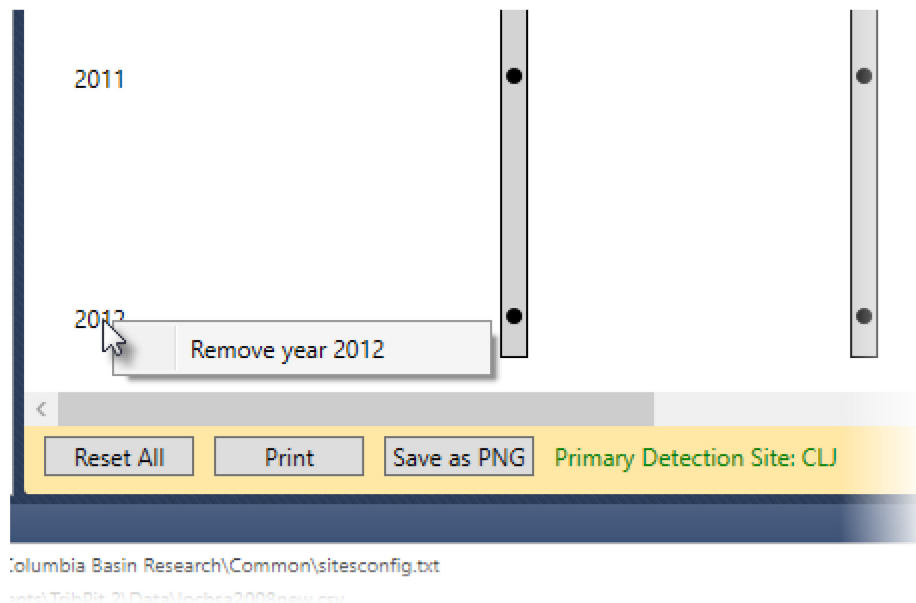 2011
2012
Remove year 2012
Reset All Print Save as PNG Primary Detection Site: CLJ
Columbia Basin Research\Common\sitesconfig.txt